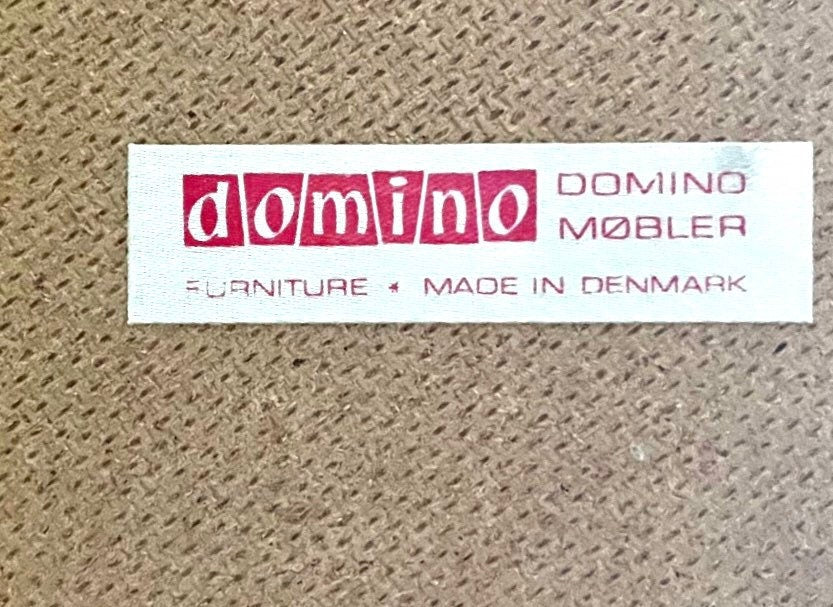 domino
DOMINO
MØBLER
FURNITURE * MADE IN DENMARK